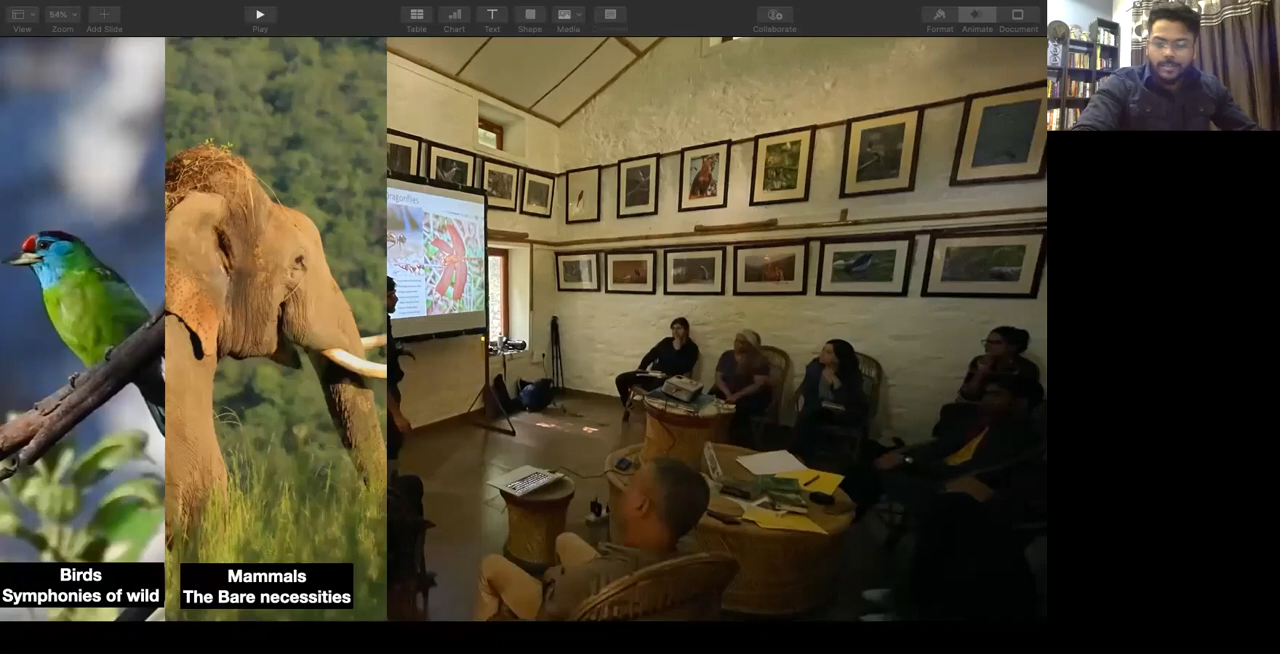 View
54%
Zoom
Add Slide
Play
Table
Chart
Text
Shape
Media
Collaborate
Format
Animate
Document
Birds
Symphonies of wild
Mammals
The Bare necessities